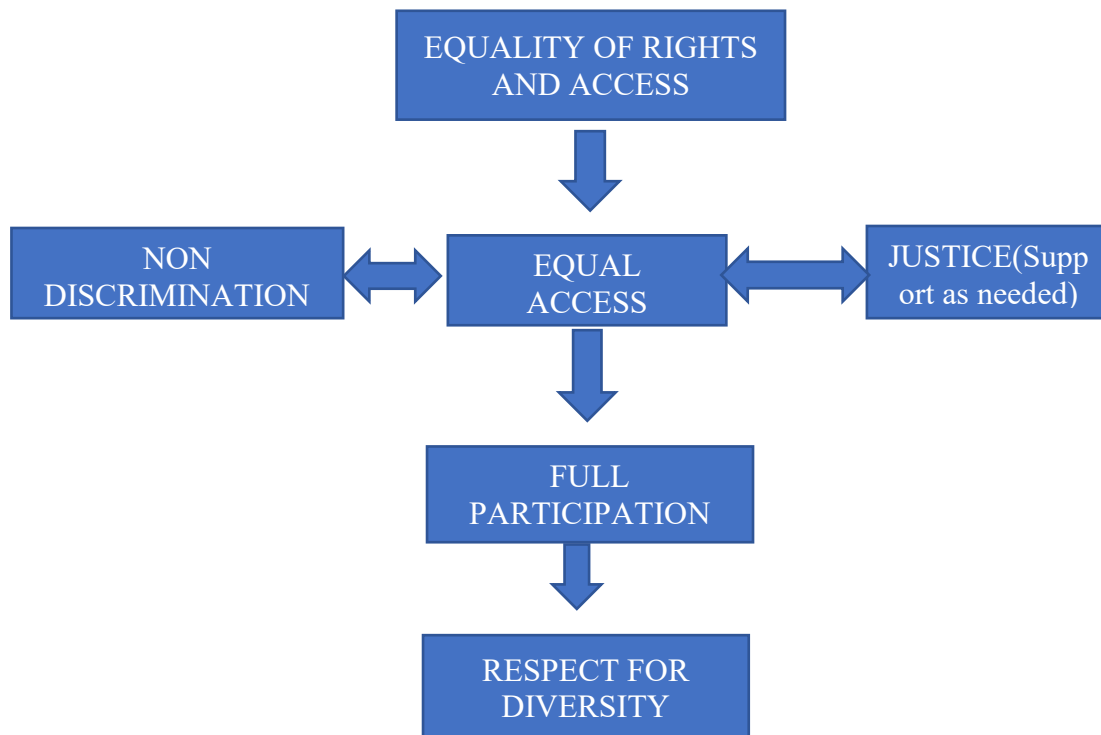 EQUALITY OF RIGHTS
AND ACCESS
NON
DISCRIMINATION
EQUAL
ACCESS
JUSTICE(Supp
ort as needed)
FULL
PARTICIPATION
RESPECT FOR
DIVERSITY